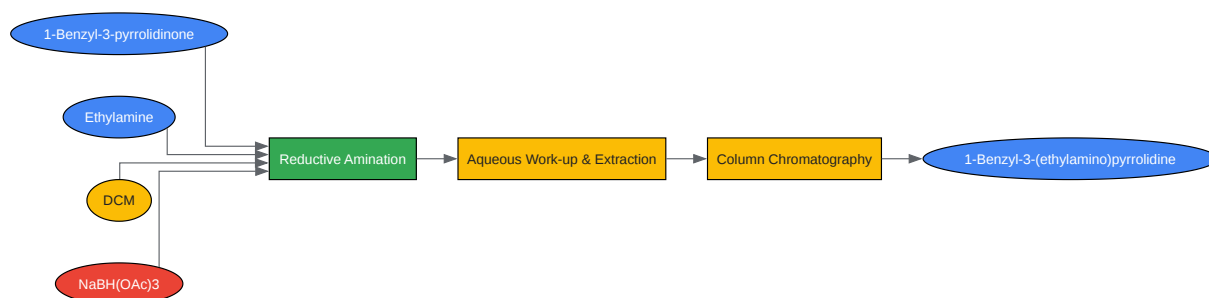 1-Benzyl-3-pyrrolidinone
Ethylamine
DCM
NaBH(OAc)3
Reductive Amination
Aqueous Work-up & Extraction
Column Chromatography
1-Benzyl-3-(ethylamino)pyrrolidine